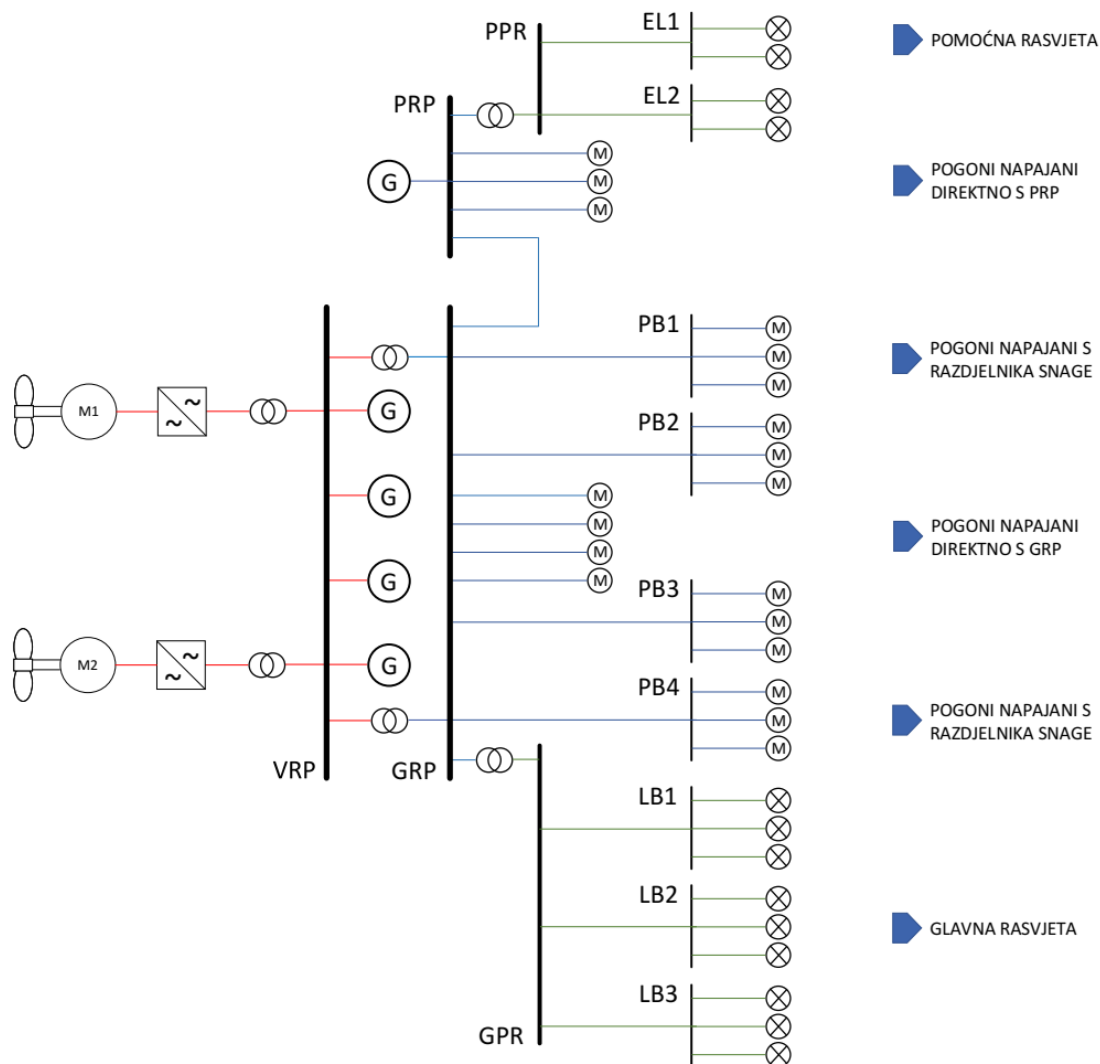 PPR
EL1
POMOĆNA RASVJETA
EL2
PRP
M
G
M
M
POGONI NAPAJANI
DIREKTNO S PRP
PB1
M
M
M
POGONI NAPAJANI S
RAZDJELNIKA SNAGE
M1
~
~
G
PB2
M
M
M
G
M
M
M
M
POGONI NAPAJANI
DIREKTNO S GRP
G
PB3
M
M
M
M2
~
~
G
PB4
M
M
M
POGONI NAPAJANI S
RAZDJELNIKA SNAGE
VRP
GRP
LB1
LB2
GLAVNA RASVJETA
LB3
GPR